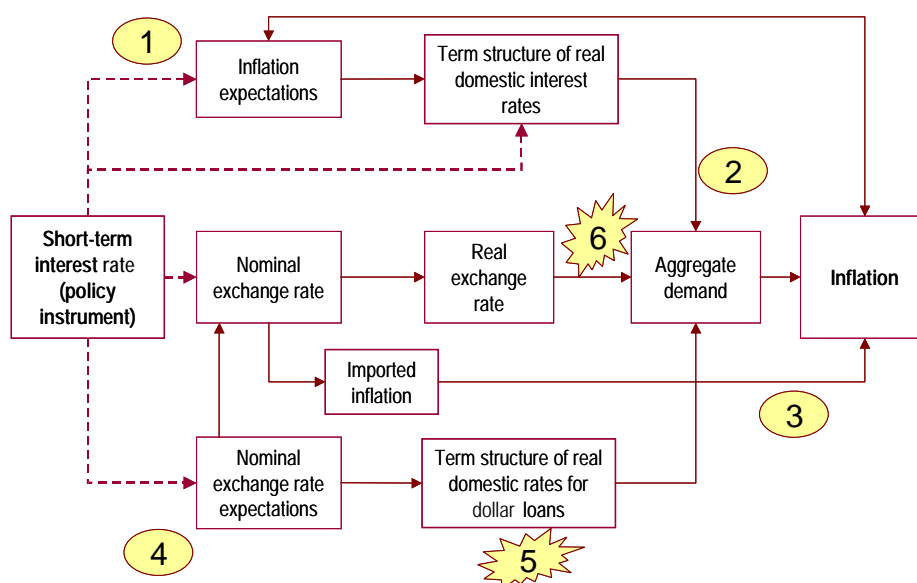 1
Inflation
expectations
Term structure of real
domestic interest
rates
2
Short-term
interest rate
(policy
instrument)
Nominal
exchange rate
Real
exchange
rate
6
Aggregate
demand
Inflation
Imported
inflation
3
Nominal
exchange rate
expectations
Term structure of real
domestic rates for
dollar loans
4
5